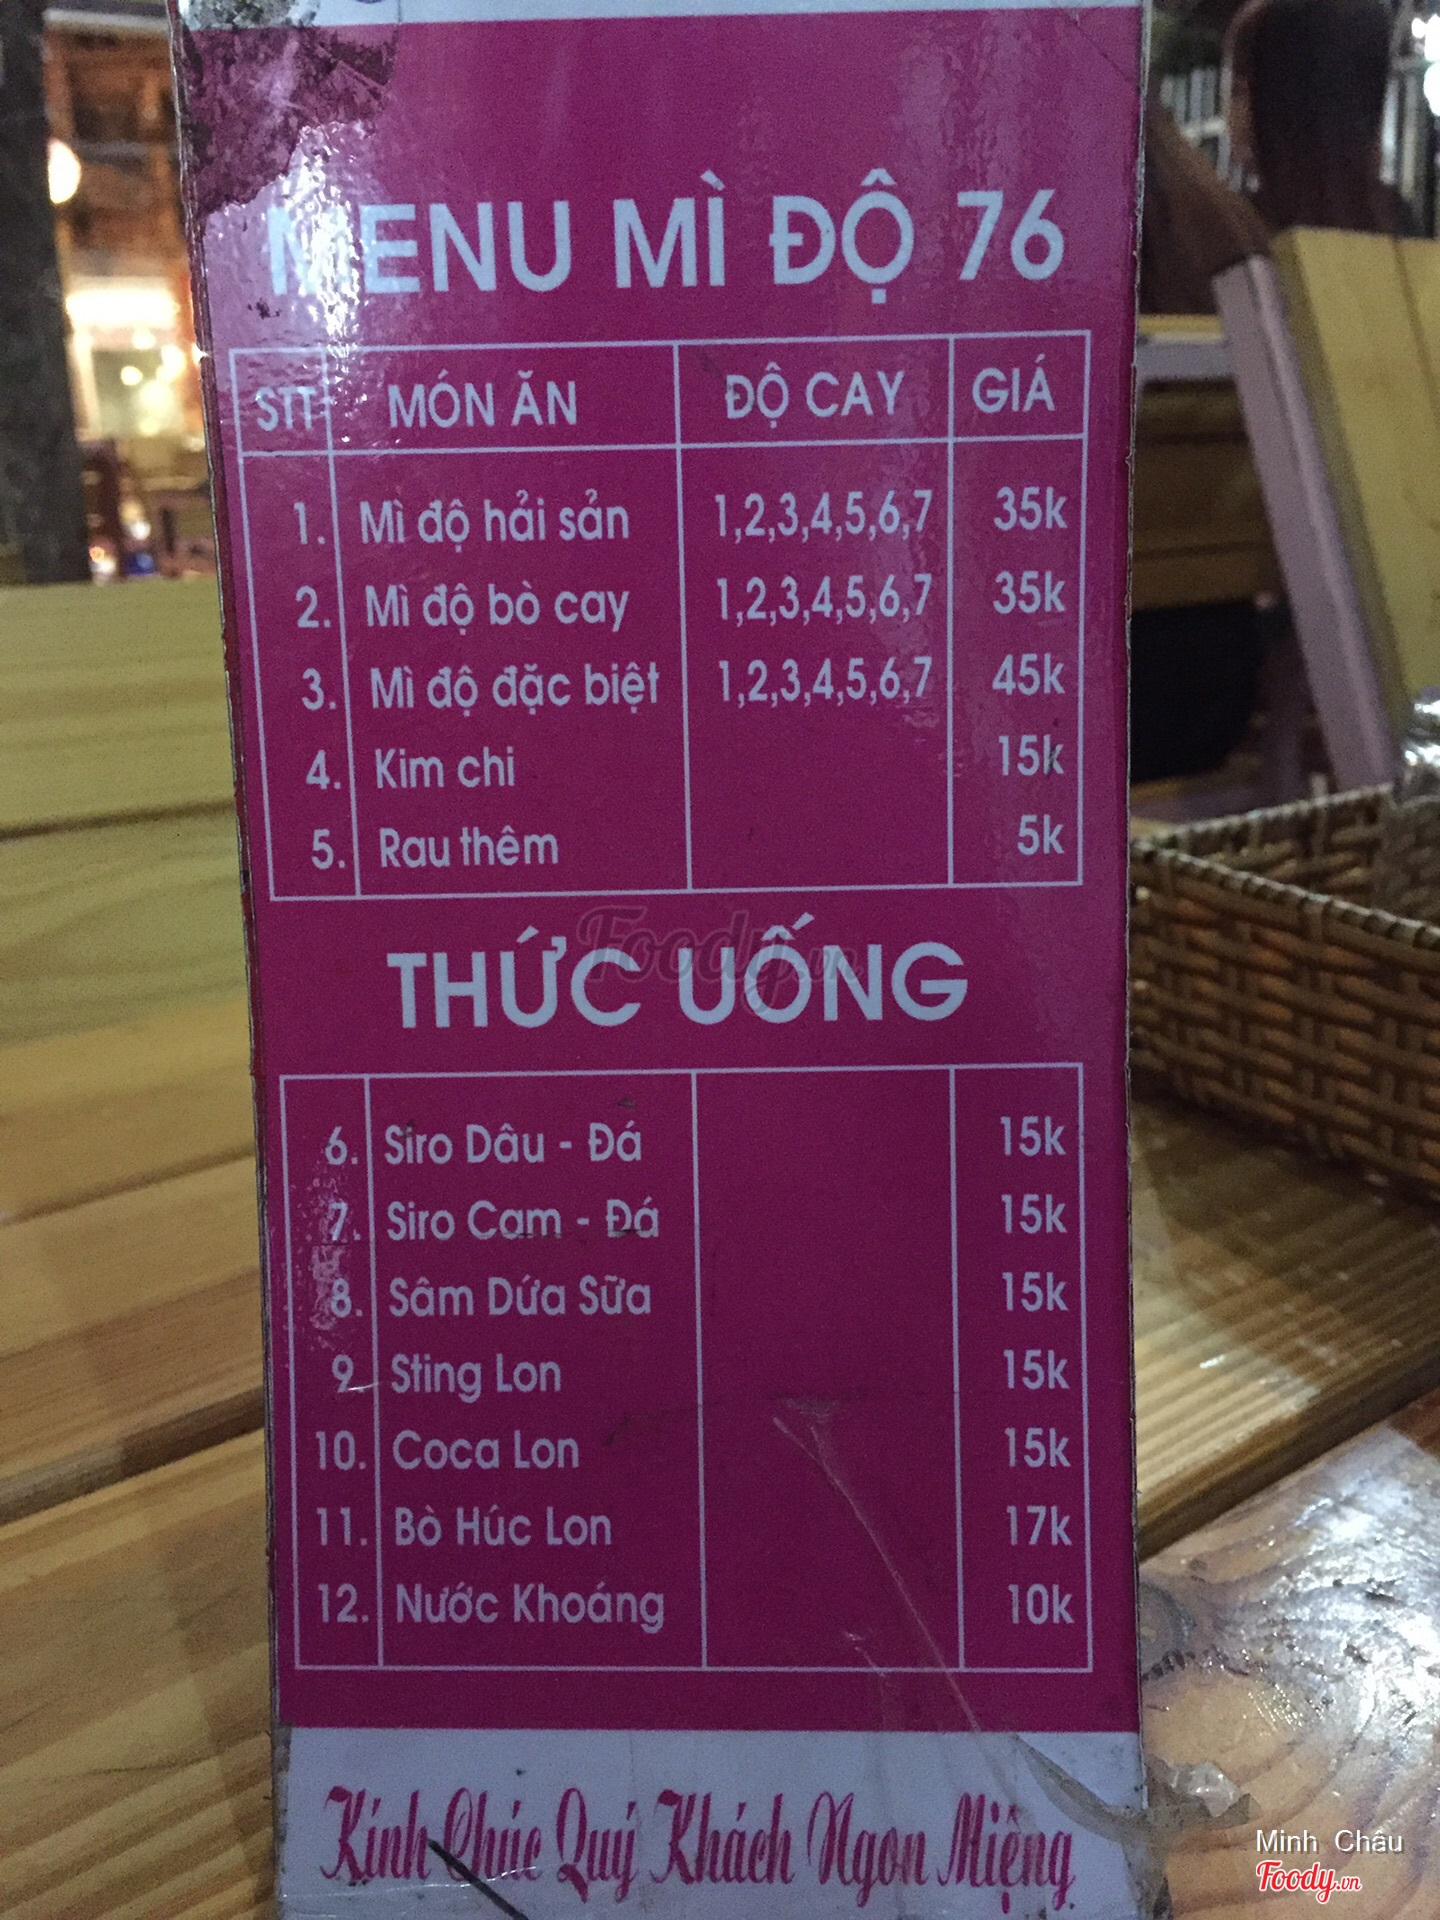 MENU MÌ ĐỘ 76
STT MÓN ĂN ĐỘ CAY GIÁ
1. Mì độ hải sản 1,2,3,4,5,6,7 35k
2. Mì độ bò cay 1,2,3,4,5,6,7 35k
3. Mì độ đặc biệt 1,2,3,4,5,6,7 45k
4. Kim chi 15k
5. Rau thêm 5k
Foody.vn
THỨC UỐNG
6. Siro Dâu - Đá 15k
7. Siro Cam - Đá 15k
8. Sâm Dứa Sữa 15k
9. Sting Lon 15k
10. Coca Lon 15k
11. Bò Húc Lon 17k
12. Nước Khoáng 10k
Kính Chúc Quý Khách Ngon Miệng
Minh Châu
Foody.vn